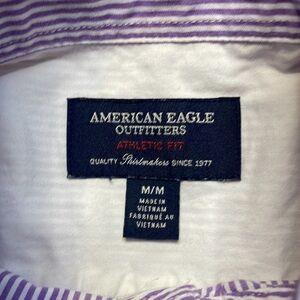 AMERICAN EAGLE
OUTFITTERS
ATHLETIC FIT
QUALITY Shirtmakers SINCE 1977
M/M
MADE IN
VIETNAM
FABRIQUÉ AU
VIETNAM